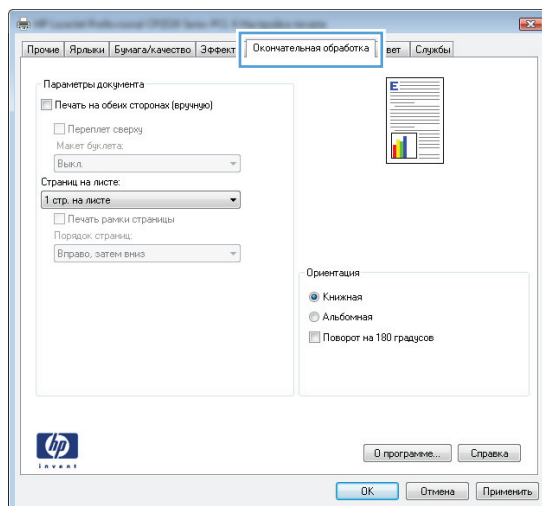 Прочие Ярлыки Бумага/качество Эффект Окончательная обработка вет Службы
Параметры документа
Печать на обеих сторонах (вручную)
Переплет сверху
Макет буклета:
Выкл.
Страниц на листе:
1 стр. на листе
Печать рамки страницы
Порядок страниц:
Вправо, затем вниз
E
Ориентация
Книжная
Альбомная
Поворот на 180 градусов
hp
invent
О программе... Справка
OK Отмена Применить